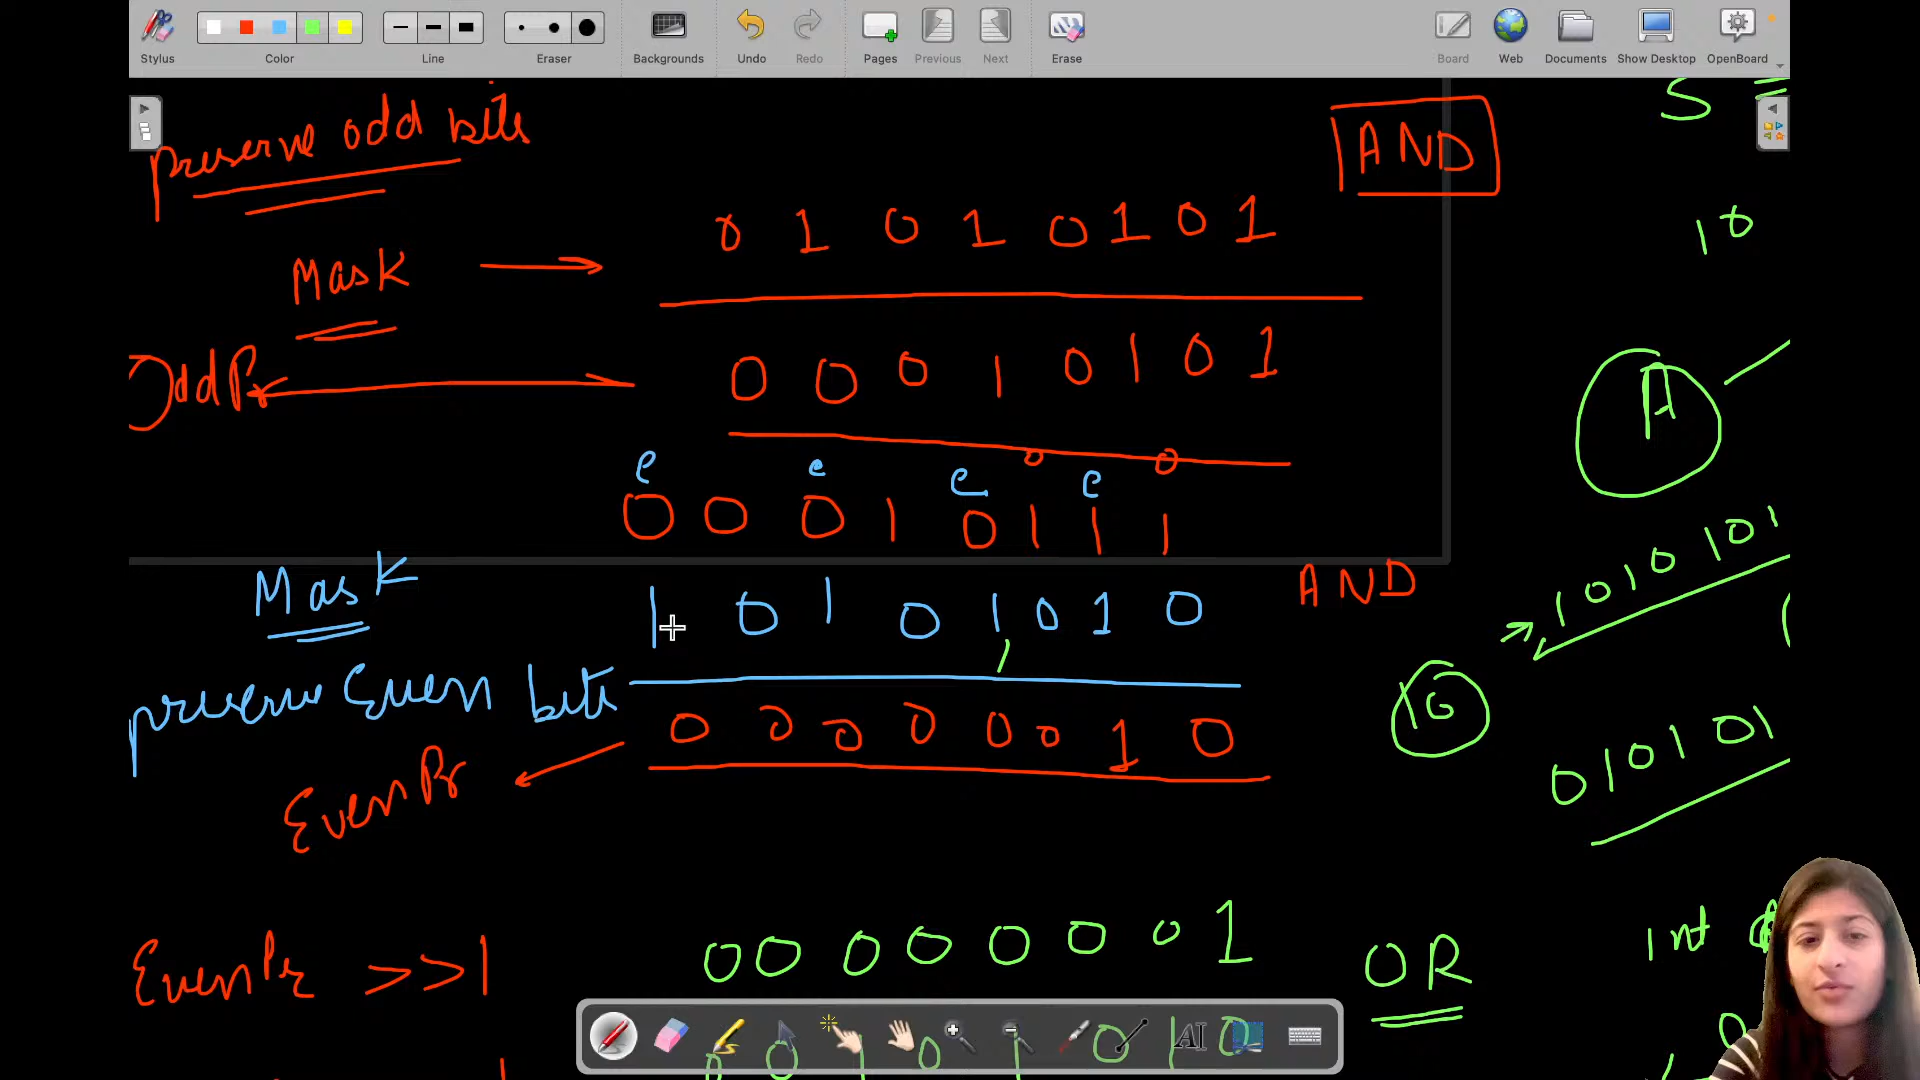 Stylus Color Line Eraser Backgrounds Undo Redo Pages Previous Next Erase Board Web Documents Show Desktop OpenBoard
preserve odd bits
AND
S =
0 1 0 1 0 1 0 1
10
Mask
OddPr
0 0 0 1 0 1 0 1
A
e e e o e o
0 0 0 1 0 1 1 1
1010101
Mask
1 0 1 0 1 0 1 0
AND
preserve Even bits
10
0 0 0 0 0 0 1 0
010101
EvenPr
0 0 0 0 0 0 0 1
OR
int
EvenPr >>1
AI